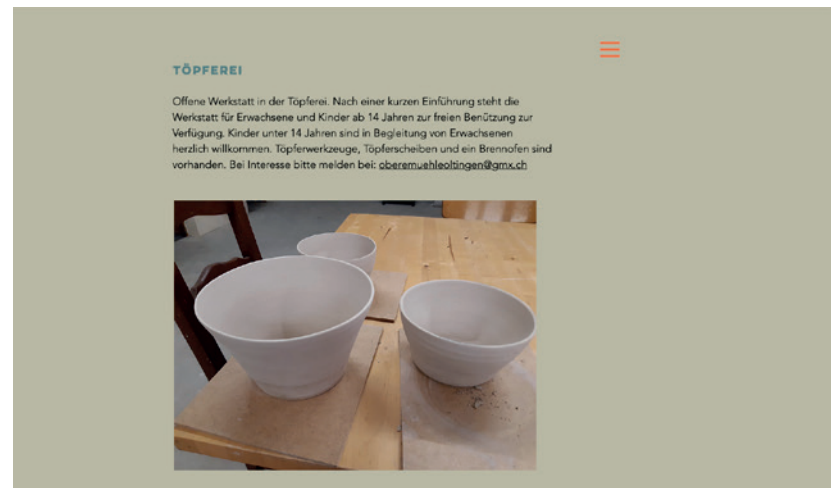 TÖPFEREI
Offene Werkstatt in der Töpferei. Nach einer kurzen Einführung steht die
Werkstatt für Erwachsene und Kinder ab 14 Jahren zur freien Benützung zur
Verfügung. Kinder unter 14 Jahren sind in Begleitung von Erwachsenen
herzlich willkommen. Töpferwerkzeuge, Töpferscheiben und ein Brennofen sind
vorhanden. Bei Interesse bitte melden bei: oberemuehleoltingen@gmx.ch